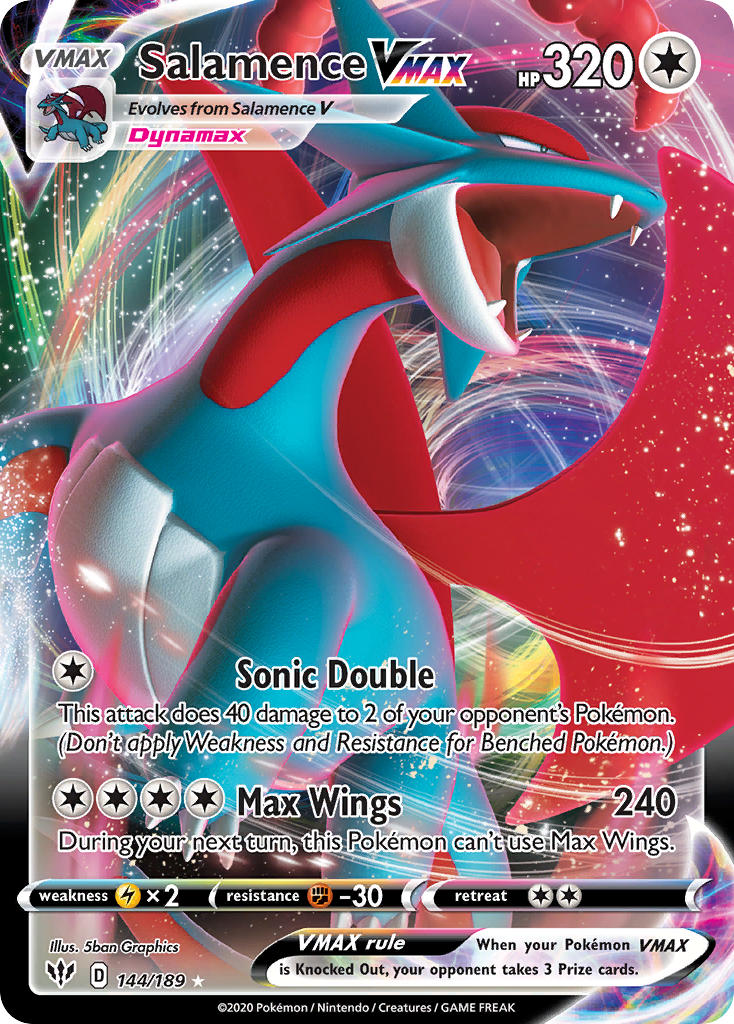 VMAX
Salamence VMAX
HP 320
Evolves from Salamence V
Dynamax
Sonic Double
This attack does 40 damage to 2 of your opponent's Pokémon.
(Don't apply Weakness and Resistance for Benched Pokémon.)
Max Wings 240
During your next turn, this Pokémon can't use Max Wings.
weakness ×2 resistance -30 retreat
Illus. 5ban Graphics
VMAX rule When your Pokémon VMAX
is Knocked Out, your opponent takes 3 Prize cards.
D 144/189 ★
©2020 Pokémon / Nintendo / Creatures / GAME FREAK